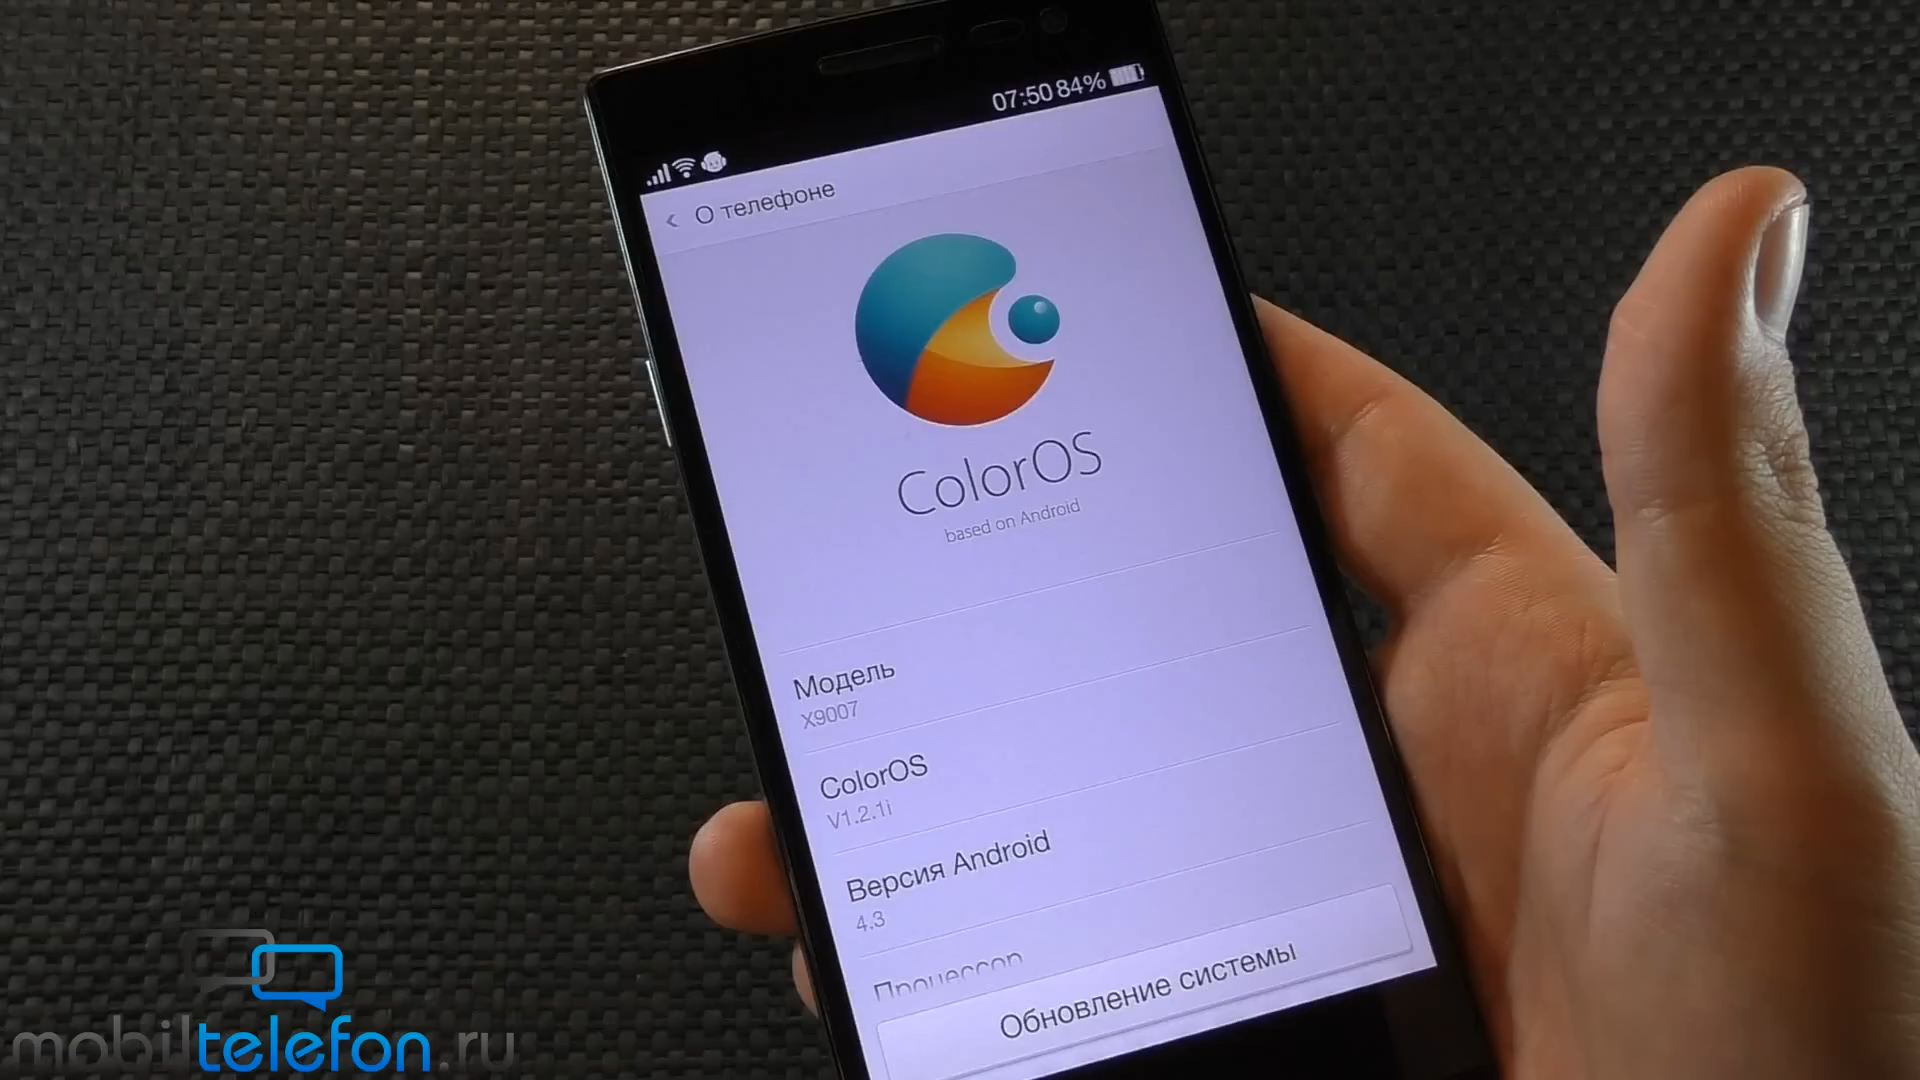 07:50 84%
О телефоне
ColorOS
based on Android
Модель
X9007
ColorOS
V1.2.1i
Версия Android
4.3
Процессор
Обновление системы
mobiltelefon.ru